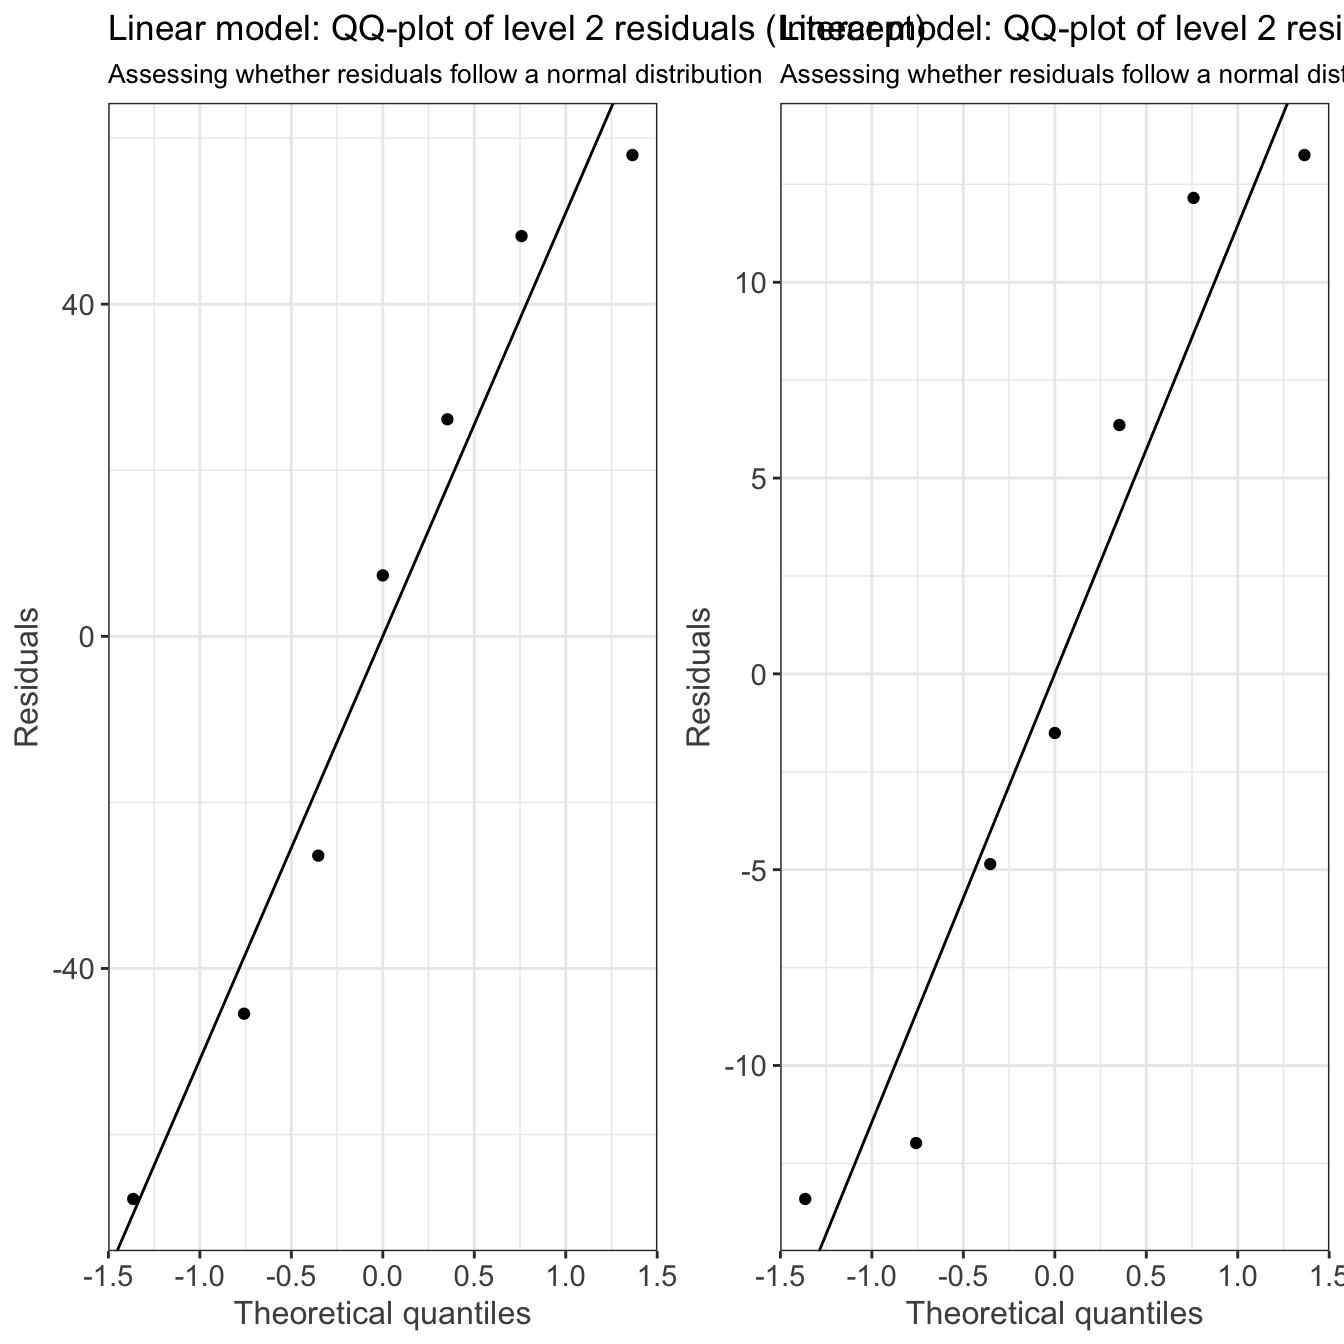 Linear model: QQ-plot of level 2 residuals (Intercept)
Assessing whether residuals follow a normal distribution
Residuals
40
0
-40
-1.5 -1.0 -0.5 0.0 0.5 1.0 1.5
Theoretical quantiles
Linear model: QQ-plot of level 2 resi
Assessing whether residuals follow a normal dist
Residuals
10
5
0
-5
-10
-1.5 -1.0 -0.5 0.0 0.5 1.0 1.5
Theoretical quantiles